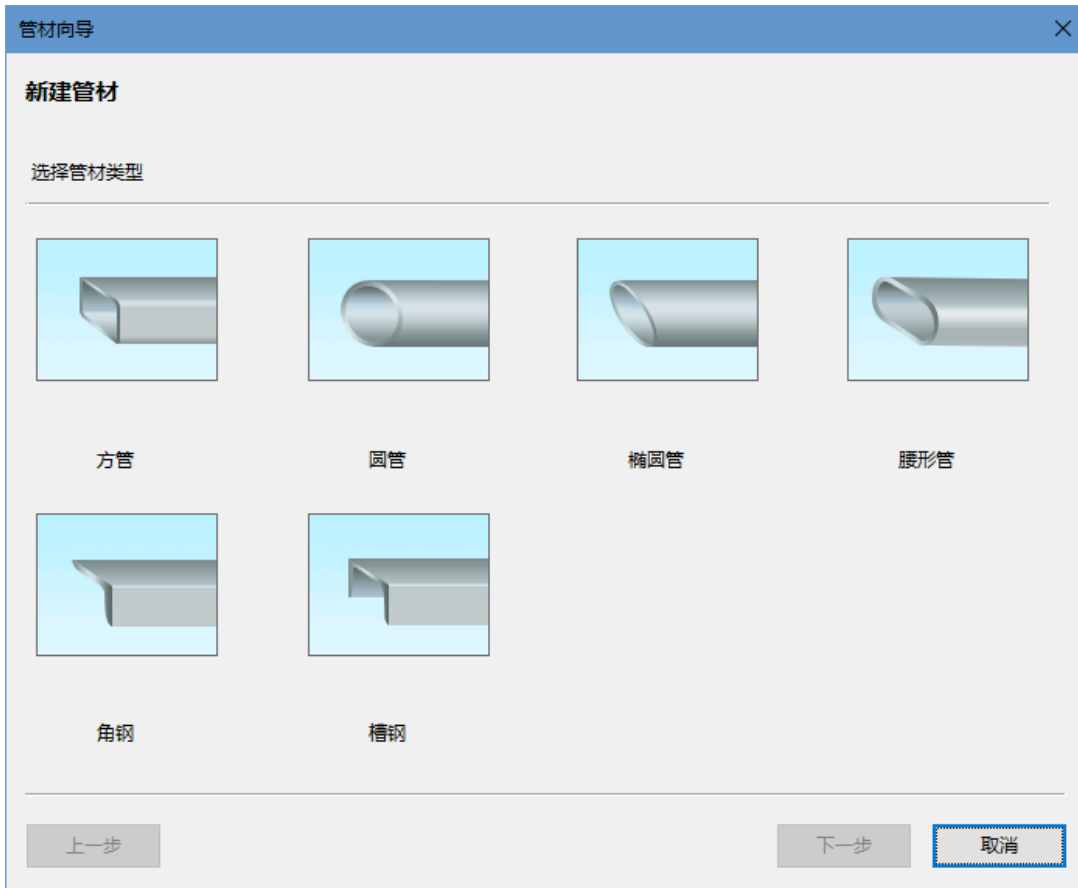 管材向导
新建管材
选择管材类型
方管 圆管 椭圆管 腰形管
角钢 槽钢
上一步 下一步 取消